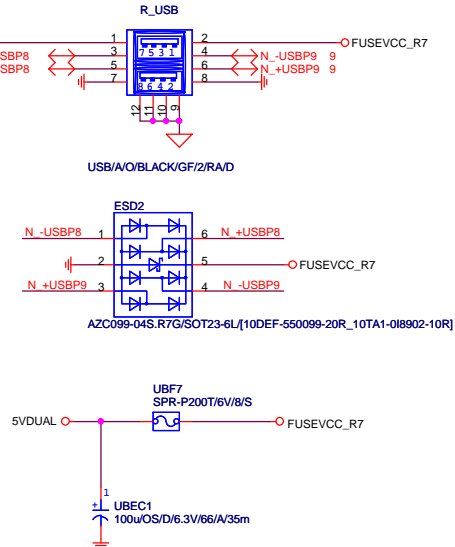 R_USB
1 2 FUSEVCC_R7
SBP8 3 7 5 3 1 4 N_-USBP9 9
SBP8 5 6 N_+USBP9 9
7 8 6 4 2 8
12 11 10 9
USB/A/O/BLACK/GF/2/RA/D
ESD2
N_-USBP8 1 6 N_+USBP8
2 5 FUSEVCC_R7
N_+USBP9 3 4 N_-USBP9
AZC099-04S.R7G/SOT23-6L/[10DEF-550099-20R_10TA1-0I8902-10R]
UBF7
SPR-P200T/6V/8/S
5VDUAL FUSEVCC_R7
1
+ UBEC1
100u/OS/D/6.3V/66/A/35m